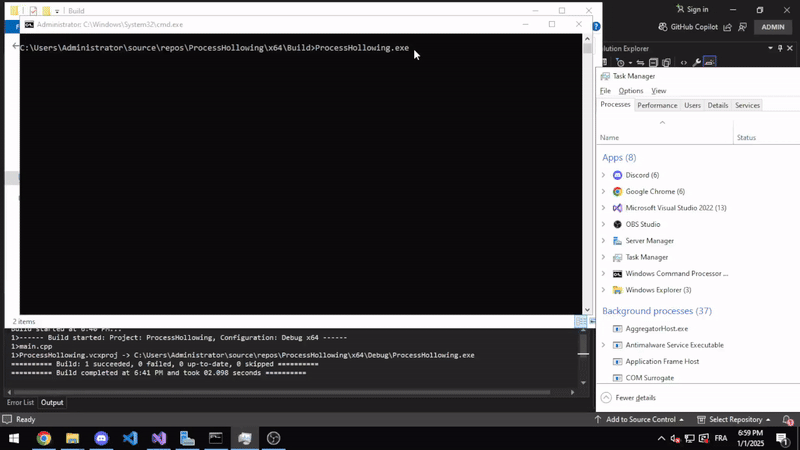 Build
Administrator: C:\Windows\System32\cmd.exe
C:\Users\Administrator\source\repos\ProcessHollowing\x64\Build>ProcessHollowing.exe
2 items
1>------ Build started: Project: ProcessHollowing, Configuration: Debug x64 ------
1>main.cpp
1>ProcessHollowing.vcxproj -> C:\Users\Administrator\source\repos\ProcessHollowing\x64\Debug\ProcessHollowing.exe
========== Build: 1 succeeded, 0 failed, 0 up-to-date, 0 skipped ==========
========== Build completed at 6:41 PM and took 02.098 seconds ==========
Error List Output
Ready
Sign in
GitHub Copilot
ADMIN
olution Explorer
Task Manager
File Options View
Processes Performance Users Details Services
Name Status
Apps (8)
Discord (6)
Google Chrome (6)
Microsoft Visual Studio 2022 (13)
OBS Studio
Server Manager
Task Manager
Windows Command Processor ...
Windows Explorer (3)
Background processes (37)
AggregatorHost.exe
Antimalware Service Executable
Application Frame Host
COM Surrogate
Fewer details
Add to Source Control Select Repository
FR
6:59 PM
1/1/2025